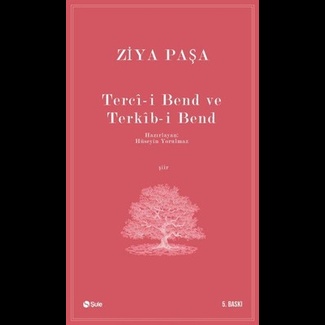 ZİYA PAŞA
Tercî-i Bend ve
Terkîb-i Bend
Hazırlayan:
Hüseyin Yorulmaz
şiir
Şule
5. BASKI